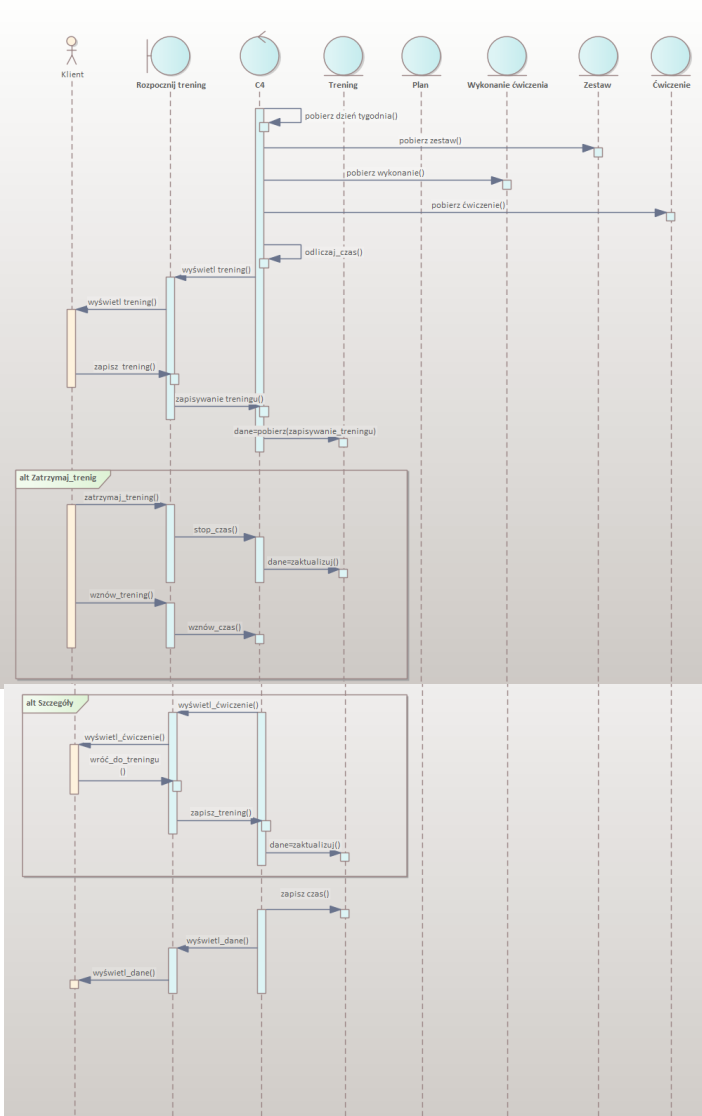 Klient
Rozpocznij trening
C4
Trening
Plan
Wykonanie ćwiczenia
Zestaw
Ćwiczenie
pobierz dzień tygodnia()
pobierz zestaw()
pobierz wykonanie()
pobierz ćwiczenie()
odliczaj_czas()
wyświetl trening()
wyświetl trening()
zapisz trening()
zapisywanie treningu()
dane=pobierz(zapisywanie_treningu)
alt Zatrzymaj_trenig
zatrzymaj_trening()
stop_czas()
dane=zaktualizuj()
wznów_trening()
wznów_czas()
alt Szczegóły
wyświetl_ćwiczenie()
wyświetl_ćwiczenie()
wróć_do_treningu
()
zapisz_trening()
dane=zaktualizuj()
zapisz czas()
wyświetl_dane()
wyświetl_dane()